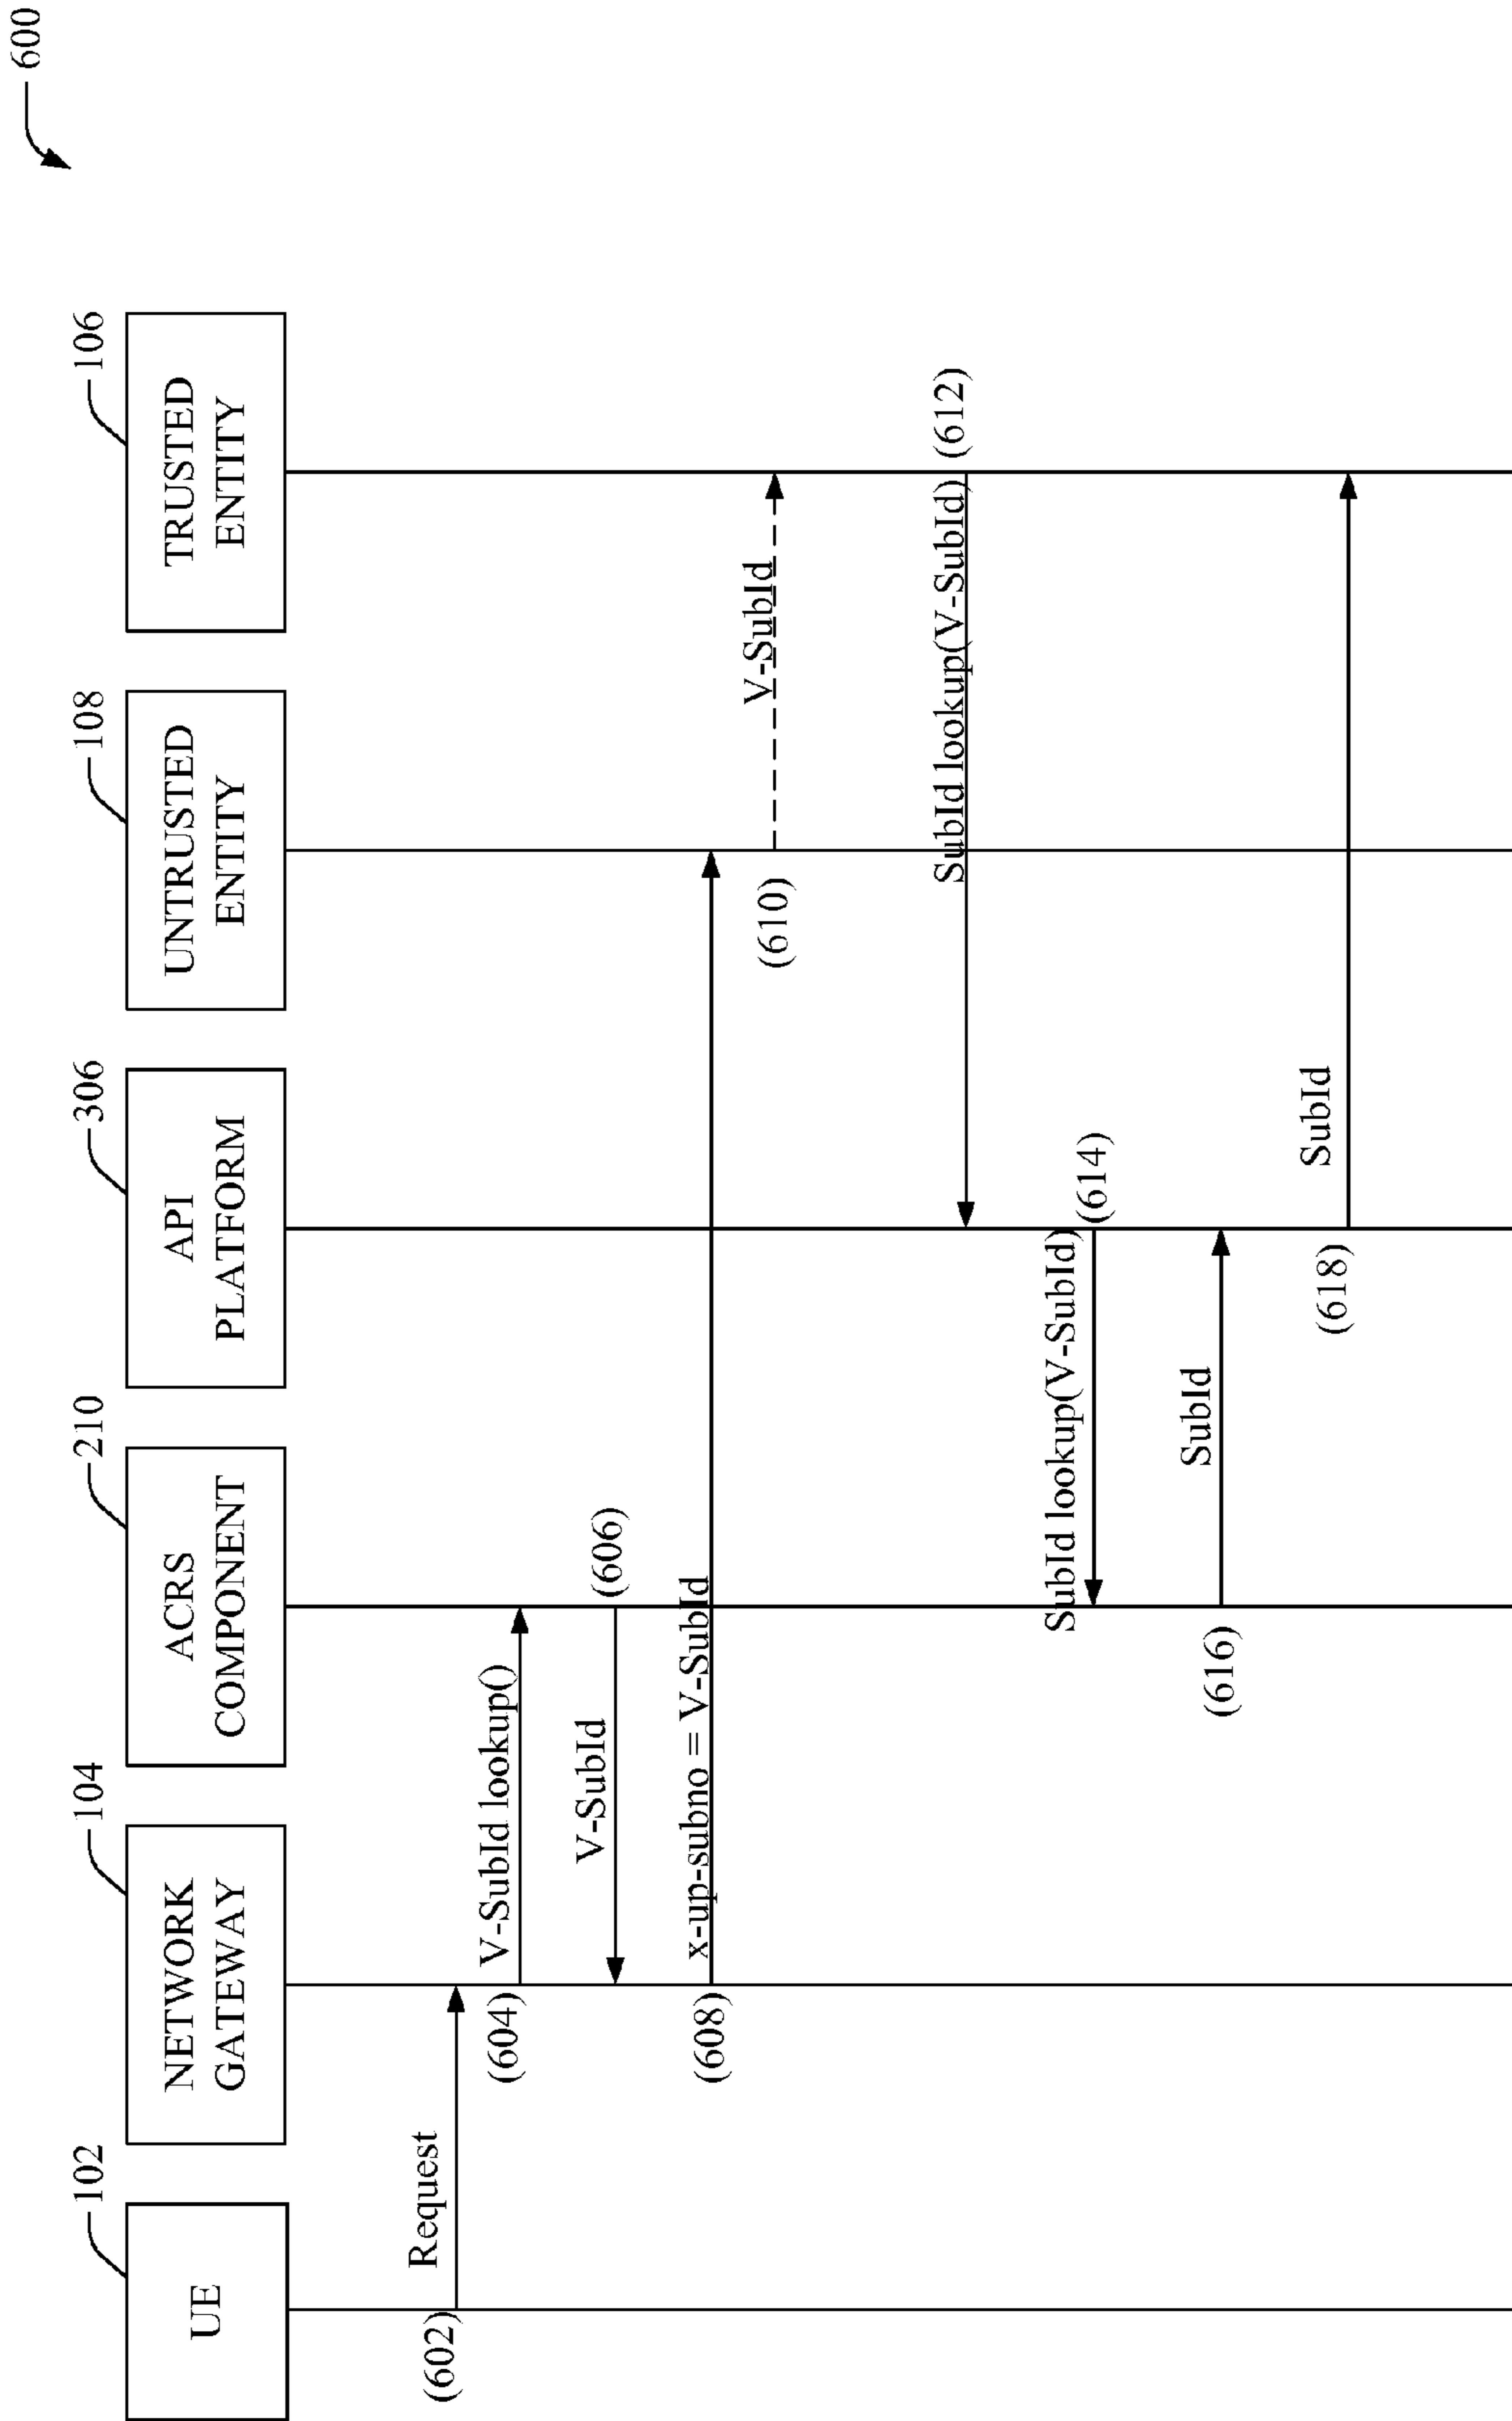 600
102
104
210
306
108
106
UE
NETWORK
GATEWAY
ACRS
COMPONENT
API
PLATFORM
UNTRUSTED
ENTITY
TRUSTED
ENTITY
Request
(602)
V-SubId lookup()
(604)
V-SubId
(606)
x-up-subno = V-SubId
(608)
V-SubId
(610)
SubId lookup(V-SubId)
(612)
SubId lookup(V-SubId)
(614)
SubId
(616)
SubId
(618)